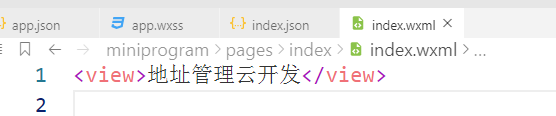 app.json app.wxss index.json index.wxml
miniprogram > pages > index > index.wxml > ...
1 <view>地址管理云开发</view>
2